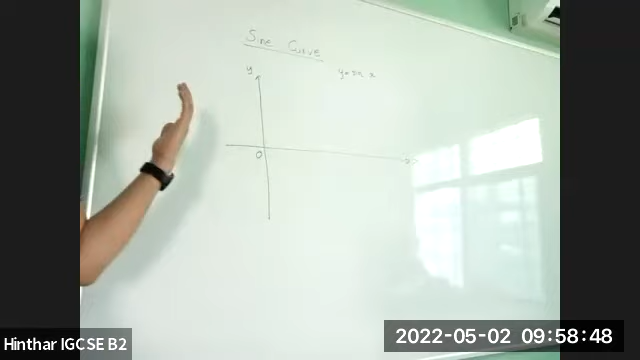 Sine Curve
y
y = sin x
0
Hinthar IGCSE B2
2022-05-02 09:58:48